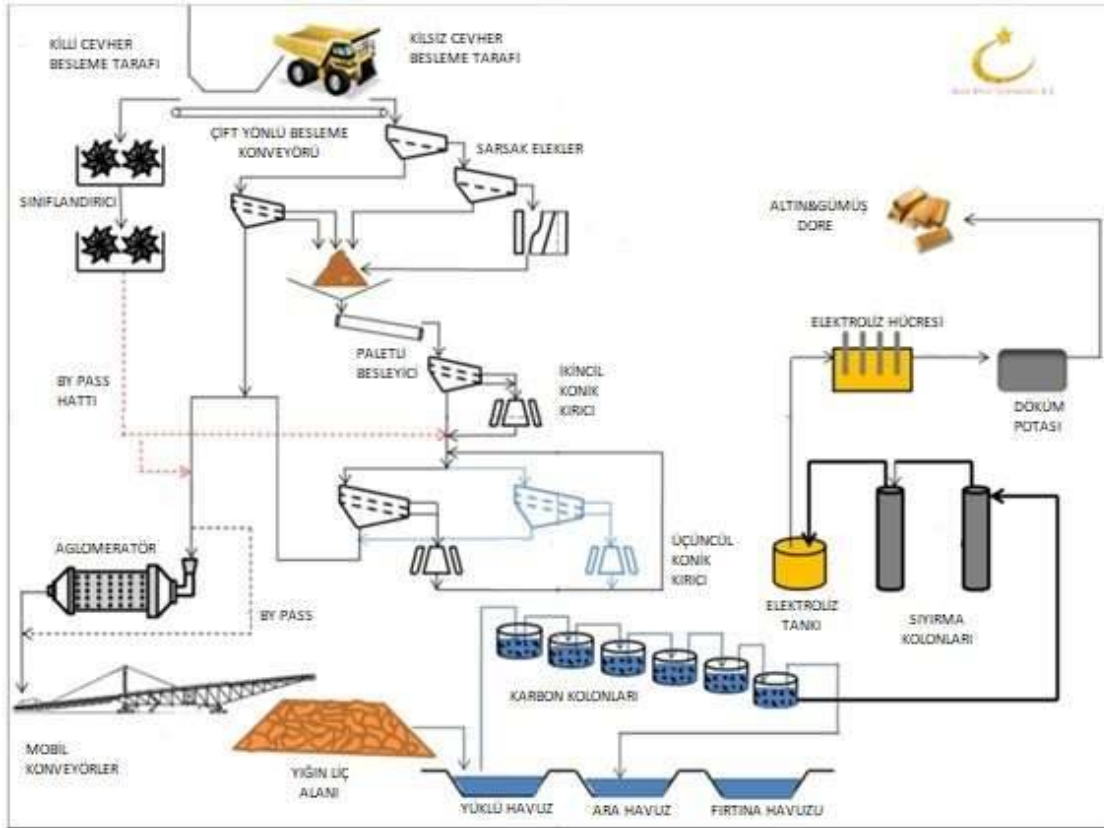 KİLLİ CEVHER
BESLEME TARAFI
KİLSİZ CEVHER
BESLEME TARAFI
ÇİFT YÖNLÜ BESLEME
KONVEYÖRÜ
SARSAK ELEKLER
SINIFLANDIRICI
ALTIN&GÜMÜŞ
DORE
ELEKTROLİZ HÜCRESİ
PALETLİ
BESLEYİCİ
İKİNCİL
KONİK
KIRICI
BY PASS
HATTI
DÖKÜM
POTASI
AGLOMERATÖR
ÜÇÜNCÜL
KONİK
KIRICI
BY PASS
ELEKTROLİZ
TANKI
SIYIRMA
KOLONLARI
KARBON KOLONLARI
MOBİL
KONVEYÖRLER
YIĞIN LİÇ
ALANI
YÜKLÜ HAVUZ
ARA HAVUZ
FIRTINA HAVUZU